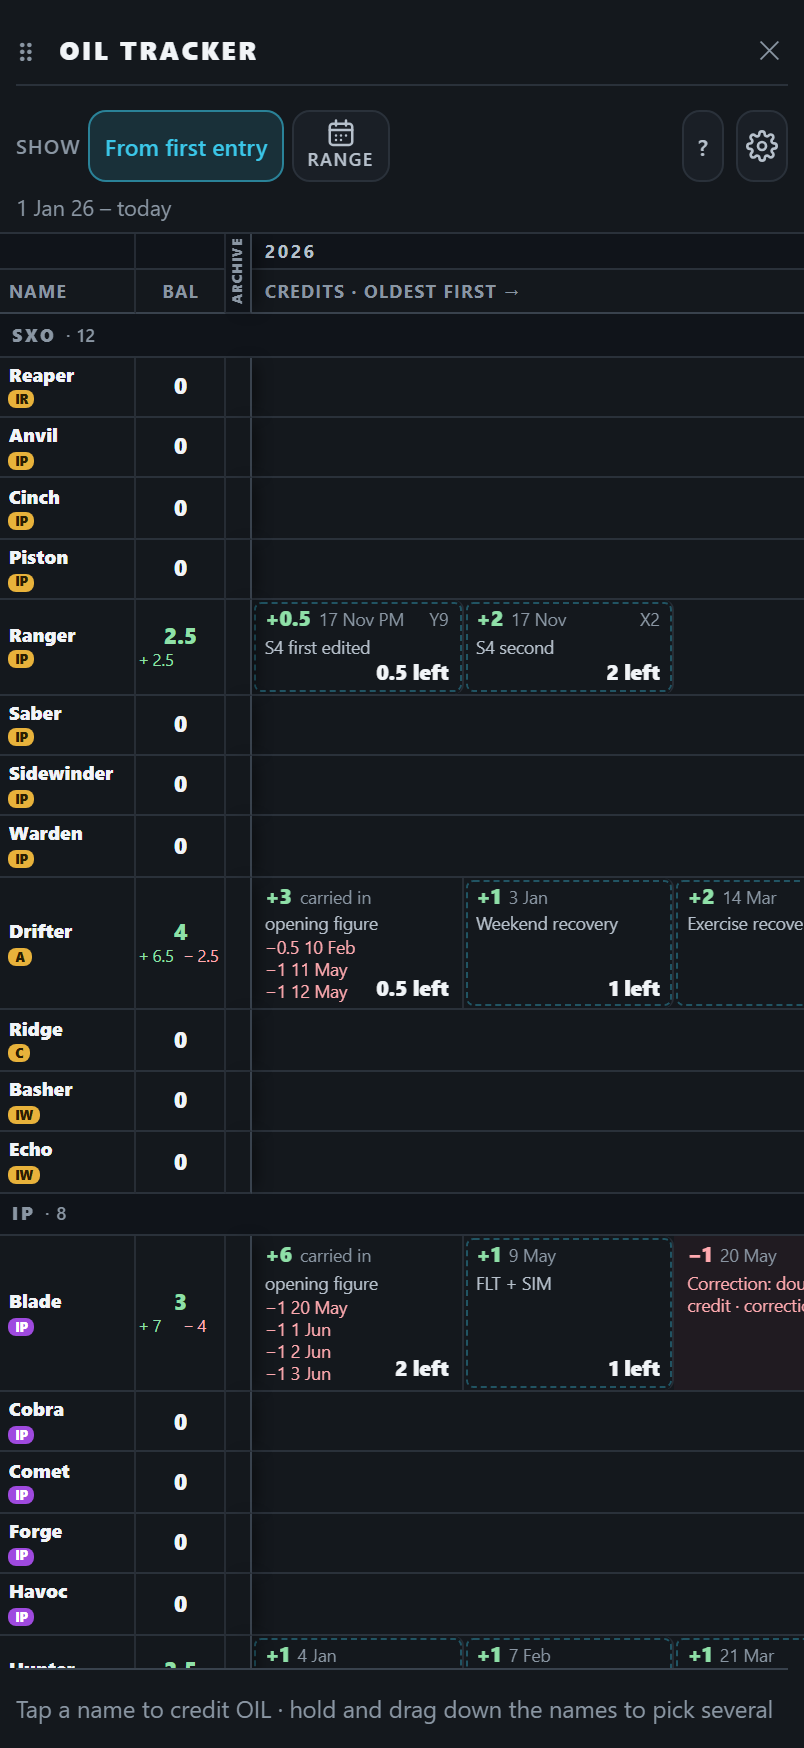 OIL TRACKER
SHOW
From first entry
RANGE
?
1 Jan 26 – today
ARCHIVE
2026
NAME
BAL
CREDITS · OLDEST FIRST →
SXO · 12
Reaper
IR
0
Anvil
IP
0
Cinch
IP
0
Piston
IP
0
Ranger
IP
2.5
+ 2.5
+0.5 17 Nov PM Y9
S4 first edited
0.5 left
+2 17 Nov X2
S4 second
2 left
Saber
IP
0
Sidewinder
IP
0
Warden
IP
0
Drifter
A
4
+ 6.5 − 2.5
+3 carried in
opening figure
−0.5 10 Feb
−1 11 May
−1 12 May
0.5 left
+1 3 Jan
Weekend recovery
1 left
+2 14 Mar
Exercise recove
Ridge
C
0
Basher
IW
0
Echo
IW
0
IP · 8
Blade
IP
3
+ 7 − 4
+6 carried in
opening figure
−1 20 May
−1 1 Jun
−1 2 Jun
−1 3 Jun
2 left
+1 9 May
FLT + SIM
1 left
−1 20 May
Correction: dou
credit · correctio
Cobra
IP
0
Comet
IP
0
Forge
IP
0
Havoc
IP
0
+1 4 Jan
+1 7 Feb
+1 21 Mar
Tap a name to credit OIL · hold and drag down the names to pick several